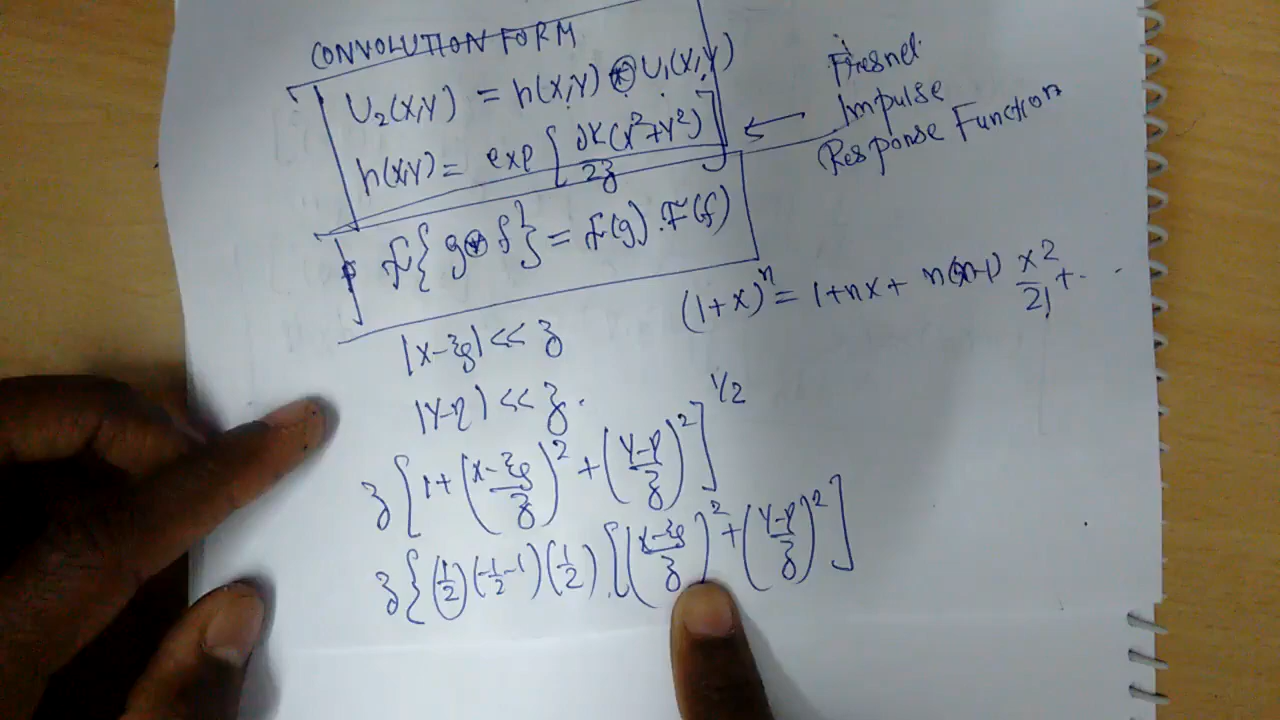 CONVOLUTION FORM
U₂(X,Y) = h(X,Y) ⊛ U₁(X,Y)
h(X,Y) = exp [ jK(X²+Y²) / 2z ]
← Fresnel
Impulse
Response Function
F{ g⊛f } = F(g).F(f)
(1+x)ⁿ = 1+nx+ n(n-1) x²/2! + ...
|X-ξ| << z
|Y-η| << z.
z [ 1+ ( (x-ξ)/z )² + ( (Y-η)/z )² ]^1/2
z { (1/2) (-1/2-1) (1/2) . [ ( (x-ξ)/z )² + ( (Y-η)/z )² ]